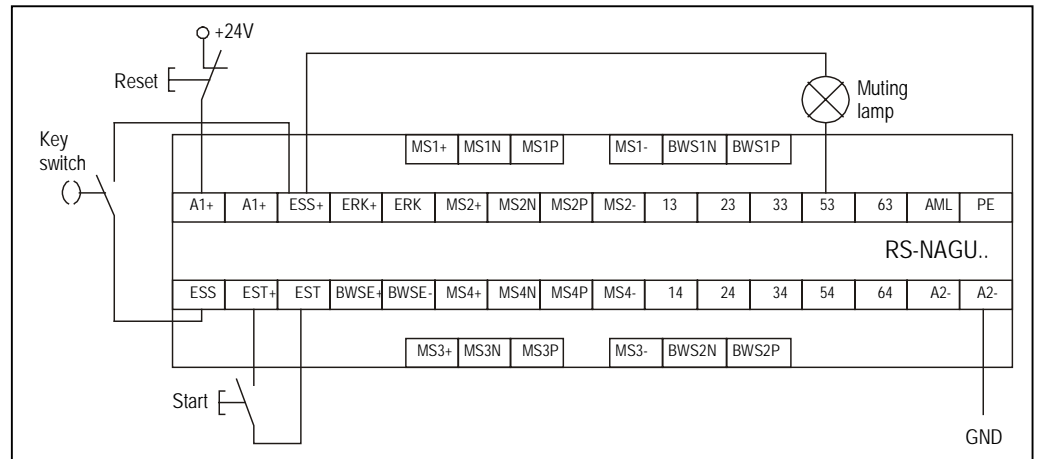 +24V
Reset
Muting
lamp
Key
switch
MS1+ MS1N MS1P MS1- BWS1N BWS1P
A1+ A1+ ESS+ ERK+ ERK MS2+ MS2N MS2P MS2- 13 23 33 53 63 AML PE
RS-NAGU..
ESS EST+ EST BWSE+ BWSE- MS4+ MS4N MS4P MS4- 14 24 34 54 64 A2- A2-
MS3+ MS3N MS3P MS3- BWS2N BWS2P
Start
GND